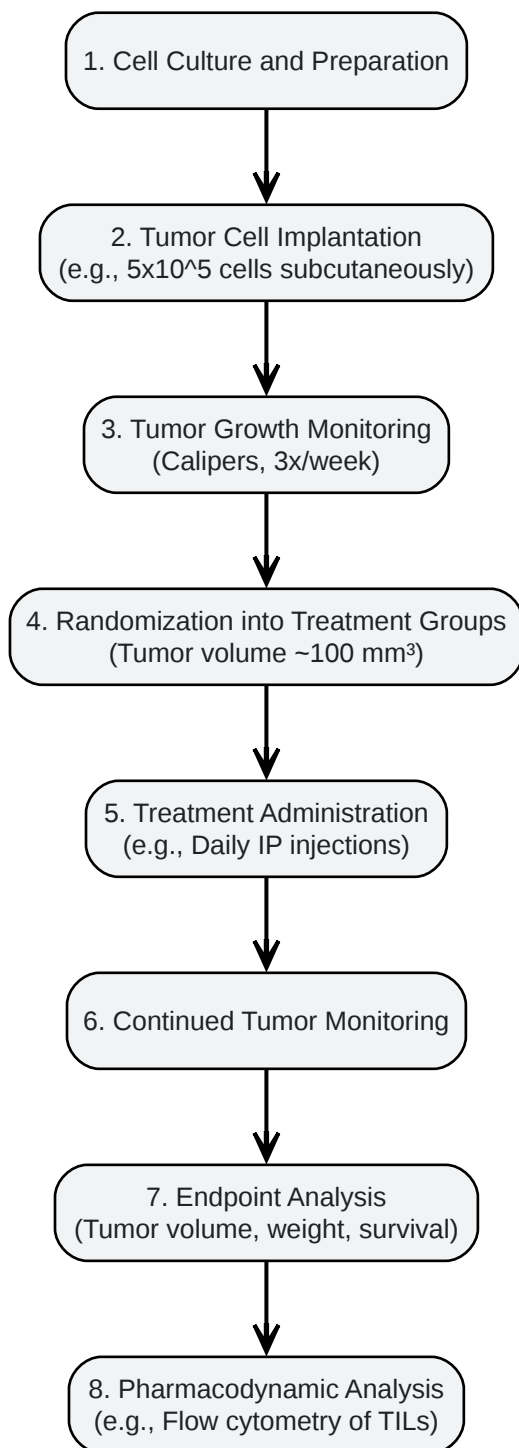 1. Cell Culture and Preparation
2. Tumor Cell Implantation
(e.g., 5x10^5 cells subcutaneously)
3. Tumor Growth Monitoring
(Calipers, 3x/week)
4. Randomization into Treatment Groups
(Tumor volume ~100 mm³)
5. Treatment Administration
(e.g., Daily IP injections)
6. Continued Tumor Monitoring
7. Endpoint Analysis
(Tumor volume, weight, survival)
8. Pharmacodynamic Analysis
(e.g., Flow cytometry of TILs)